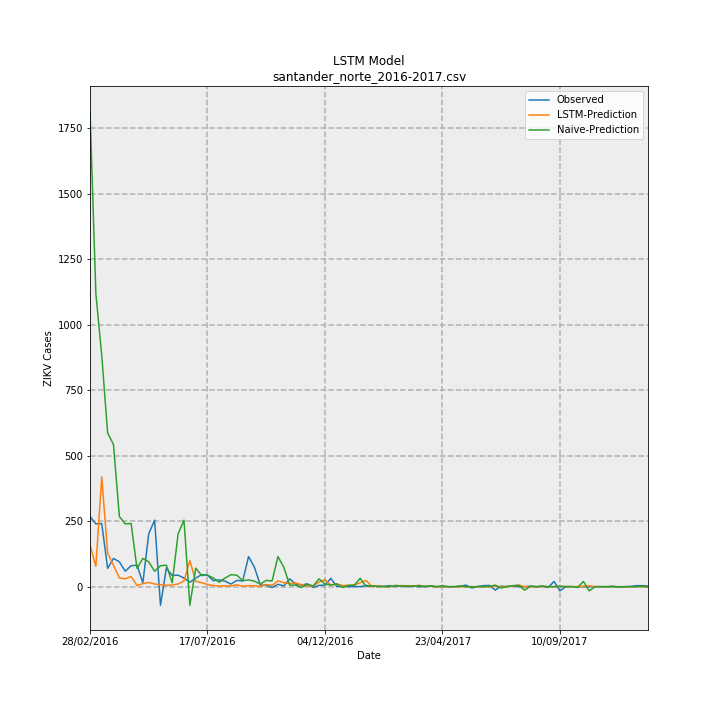 LSTM Model
santander_norte_2016-2017.csv
Observed
LSTM-Prediction
Naive-Prediction
ZIKV Cases
1750
1500
1250
1000
750
500
250
0
28/02/2016
17/07/2016
04/12/2016
23/04/2017
10/09/2017
Date